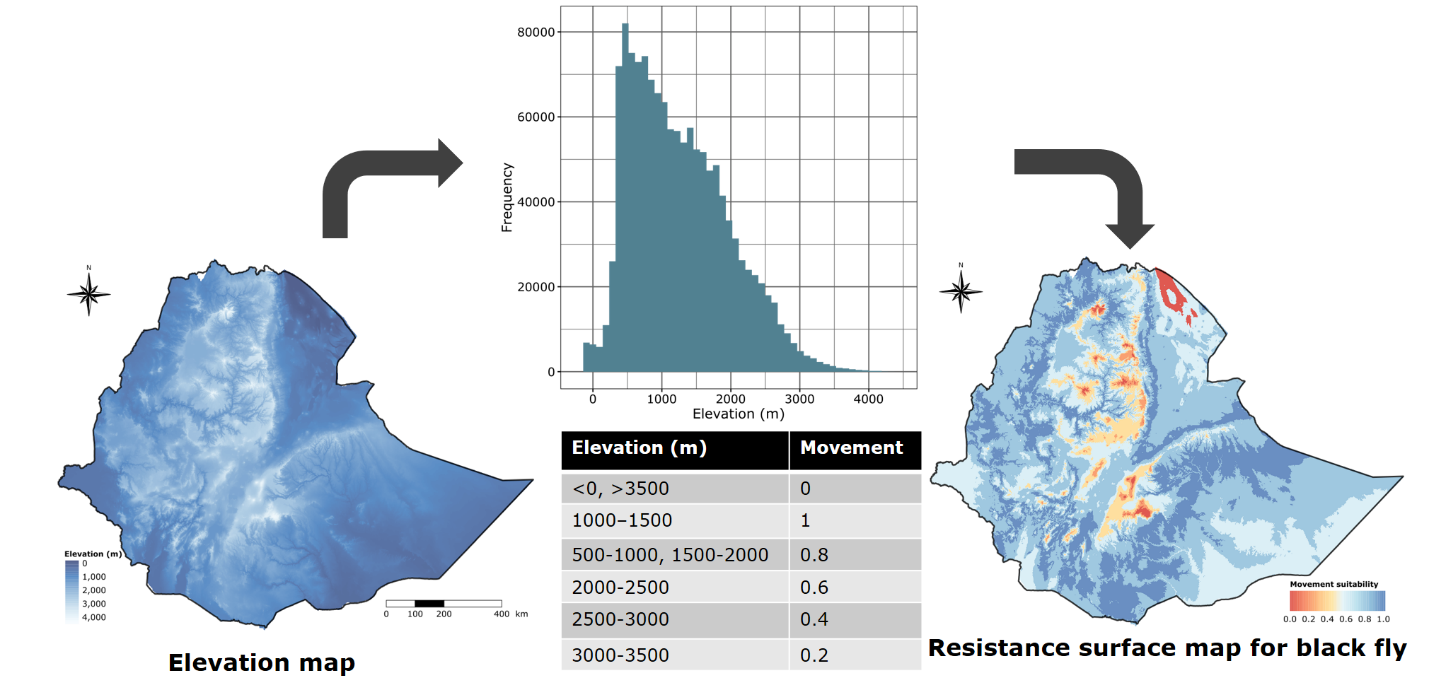 80000
60000
40000
20000
0
Frequency
0 1000 2000 3000 4000
Elevation (m)
N
Elevation (m)
0
1,000
2,000
3,000
4,000
0 100 200 400 km
Elevation map
Elevation (m) Movement
<0, >3500 0
1000–1500 1
500-1000, 1500-2000 0.8
2000-2500 0.6
2500-3000 0.4
3000-3500 0.2
N
Movement suitability
0.0 0.2 0.4 0.6 0.8 1.0
Resistance surface map for black fly